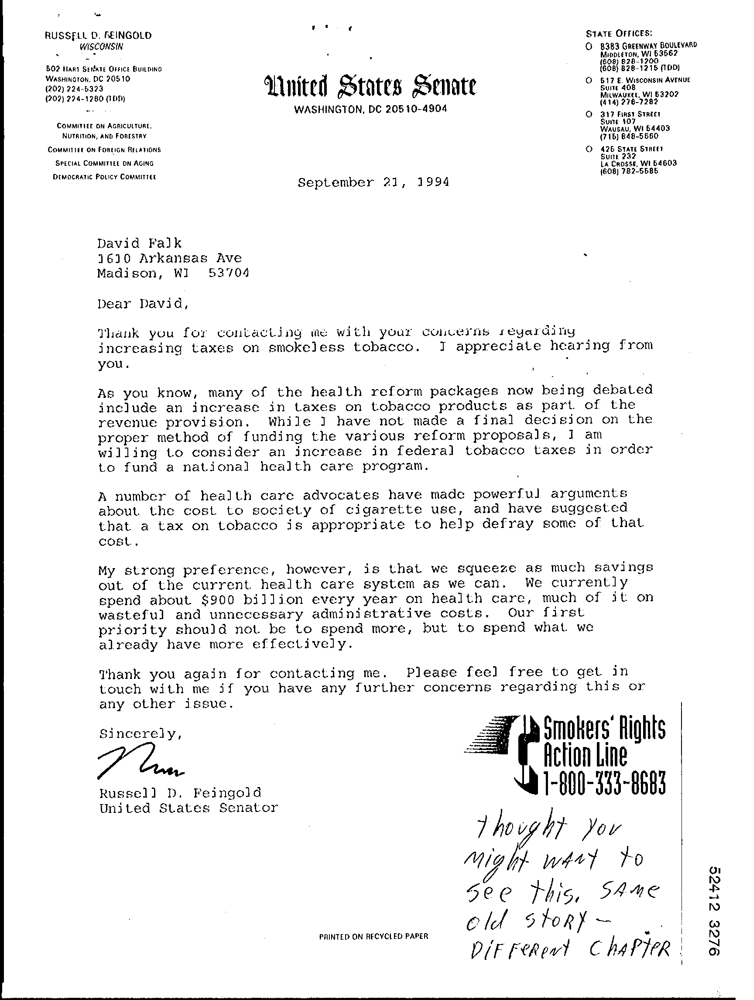 RUSSELL D. FEINGOLD
WISCONSIN
502 HART SENATE OFFICE BUILDING
WASHINGTON, DC 20510
(202) 224-5323
(202) 224-1280 (TDD)
COMMITTEE ON AGRICULTURE,
NUTRITION, AND FORESTRY
COMMITTEE ON FOREIGN RELATIONS
SPECIAL COMMITTEE ON AGING
DEMOCRATIC POLICY COMMITTEE
United States Senate
WASHINGTON, DC 20510-4904
STATE OFFICES:
8383 GREENWAY BOULEVARD
MIDDLETON, WI 53562
(608) 828-1200
(608) 828-1215 (TDD)
517 E. WISCONSIN AVENUE
SUITE 408
MILWAUKEE, WI 53202
(414) 276-7282
317 FIRST STREET
SUITE 107
WAUSAU, WI 54403
(715) 848-5660
425 STATE STREET
SUITE 232
LA CROSSE, WI 54603
(608) 782-5585
September 21, 1994
David Falk
1610 Arkansas Ave
Madison, WI 53704
Dear David,
Thank you for contacting me with your concerns regarding
increasing taxes on smokeless tobacco. I appreciate hearing from
you.
As you know, many of the health reform packages now being debated
include an increase in taxes on tobacco products as part of the
revenue provision. While I have not made a final decision on the
proper method of funding the various reform proposals, I am
willing to consider an increase in federal tobacco taxes in order
to fund a national health care program.
A number of health care advocates have made powerful arguments
about the cost to society of cigarette use, and have suggested
that a tax on tobacco is appropriate to help defray some of that
cost.
My strong preference, however, is that we squeeze as much savings
out of the current health care system as we can. We currently
spend about $900 billion every year on health care, much of it on
wasteful and unnecessary administrative costs. Our first
priority should not be to spend more, but to spend what we
already have more effectively.
Thank you again for contacting me. Please feel free to get in
touch with me if you have any further concerns regarding this or
any other issue.
Sincerely,
Russell D. Feingold
United States Senator
Smokers' Rights
Action Line
1-800-333-8683
thought you
might WANT to
see this. SAME
old STORY -
DIFFERENT CHAPTER
PRINTED ON RECYCLED PAPER
52412 3276